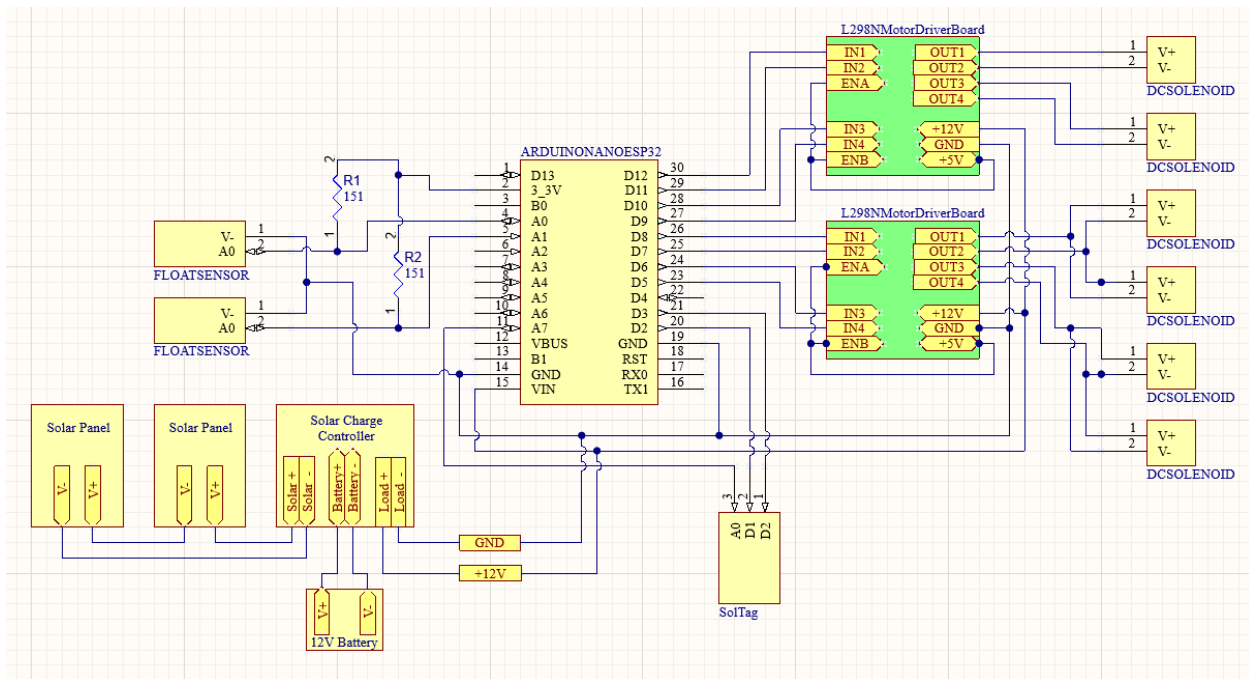 L298NMotorDriverBoard
IN1
IN2
ENA
IN3
IN4
ENB
OUT1
OUT2
OUT3
OUT4
+12V
GND
+5V
1 V+
2 V-
DCSOLENOID
1 V+
2 V-
DCSOLENOID
ARDUINONANOESP32
1 D13
2 3_3V
3 B0
4 A0
5 A1
6 A2
7 A3
8 A4
9 A5
10 A6
11 A7
12 VBUS
13 B1
14 GND
15 VIN
D12 30
D11 29
D10 28
D9 27
D8 26
D7 25
D6 24
D5 23
D4 22
D3 21
D2 20
GND 19
RST 18
RX0 17
TX1 16
2
R1
151
1
2
R2
151
1
V- 1
A0 2
FLOATSENSOR
V- 1
A0 2
FLOATSENSOR
L298NMotorDriverBoard
IN1
IN2
ENA
IN3
IN4
ENB
OUT1
OUT2
OUT3
OUT4
+12V
GND
+5V
1 V+
2 V-
DCSOLENOID
1 V+
2 V-
DCSOLENOID
1 V+
2 V-
DCSOLENOID
1 V+
2 V-
DCSOLENOID
Solar Panel
V-
V+
Solar Panel
V-
V+
Solar Charge
Controller
Solar +
Solar -
Battery+
Battery -
Load +
Load -
GND
+12V
V+
V-
12V Battery
3 2 1
A0
D1
D2
SolTag